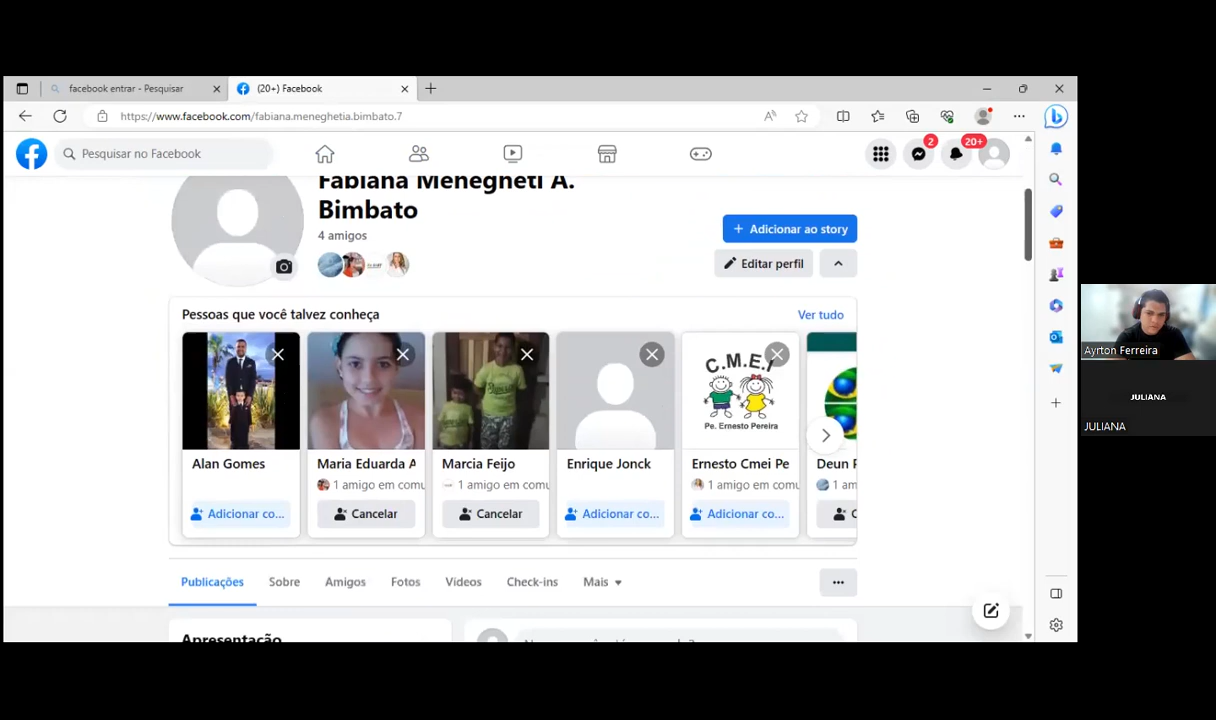 facebook entrar - Pesquisar
(20+) Facebook
https://www.facebook.com/fabiana.meneghetia.bimbato.7
Pesquisar no Facebook
2
20+
Fabiana Menegheti A.
Bimbato
4 amigos
Adicionar ao story
Editar perfil
Pessoas que você talvez conheça
Ver tudo
C.M.E.I
Pe. Ernesto Pereira
Alan Gomes
Maria Eduarda A
Marcia Feijo
Enrique Jonck
Ernesto Cmei Pe
Deun
1 amigo em comu
1 amigo em comu
1 amigo em comu
1 am
Adicionar co...
Cancelar
Cancelar
Adicionar co...
Adicionar co...
C
Publicações
Sobre
Amigos
Fotos
Vídeos
Check-ins
Mais
Apresentação
Ayrton Ferreira
JULIANA
JULIANA